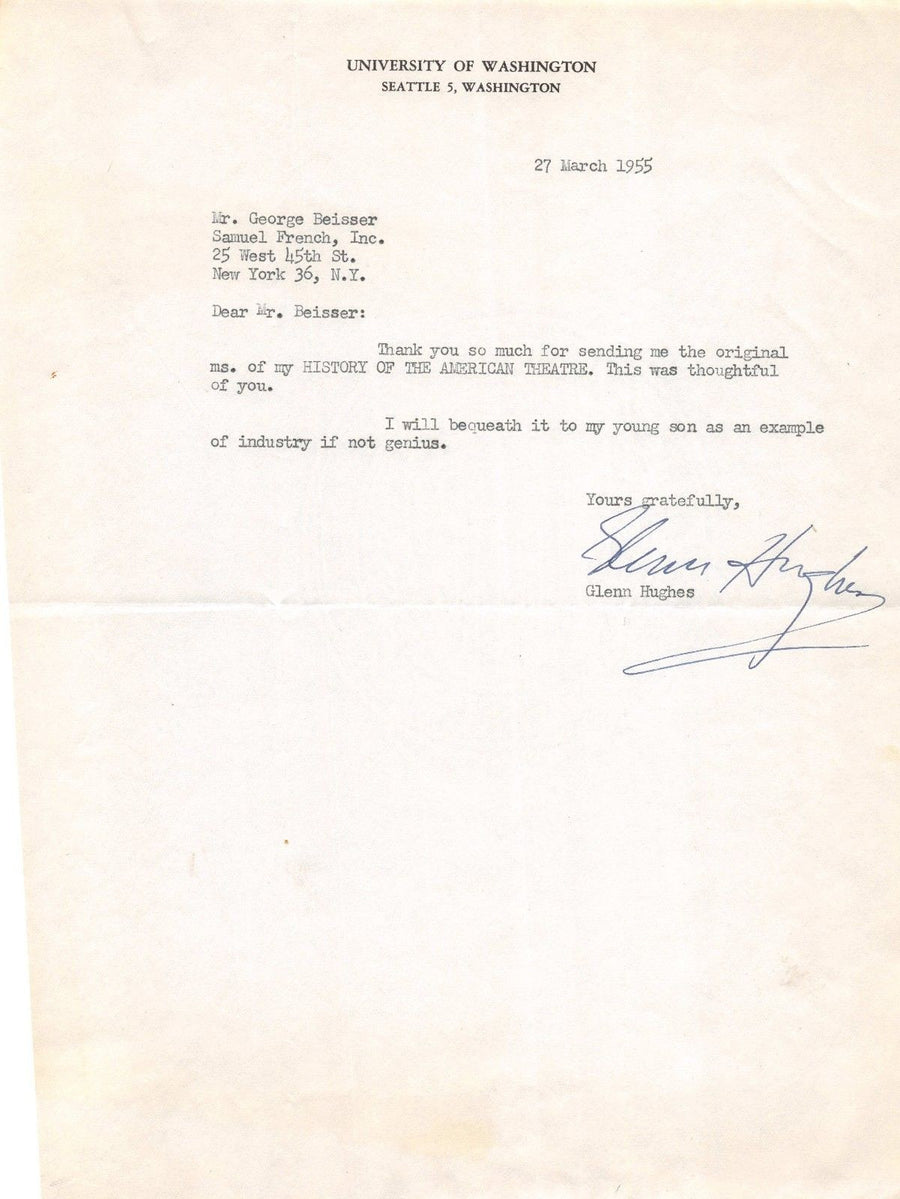 UNIVERSITY OF WASHINGTON
SEATTLE 5, WASHINGTON
27 March 1955
Mr. George Beisser
Samuel French, Inc.
25 West 45th St.
New York 36, N.Y.
Dear Mr. Beisser:
Thank you so much for sending me the original
ms. of my HISTORY OF THE AMERICAN THEATRE. This was thoughtful
of you.
I will bequeath it to my young son as an example
of industry if not genius.
Yours gratefully,
Glenn Hughes
Glenn Hughes